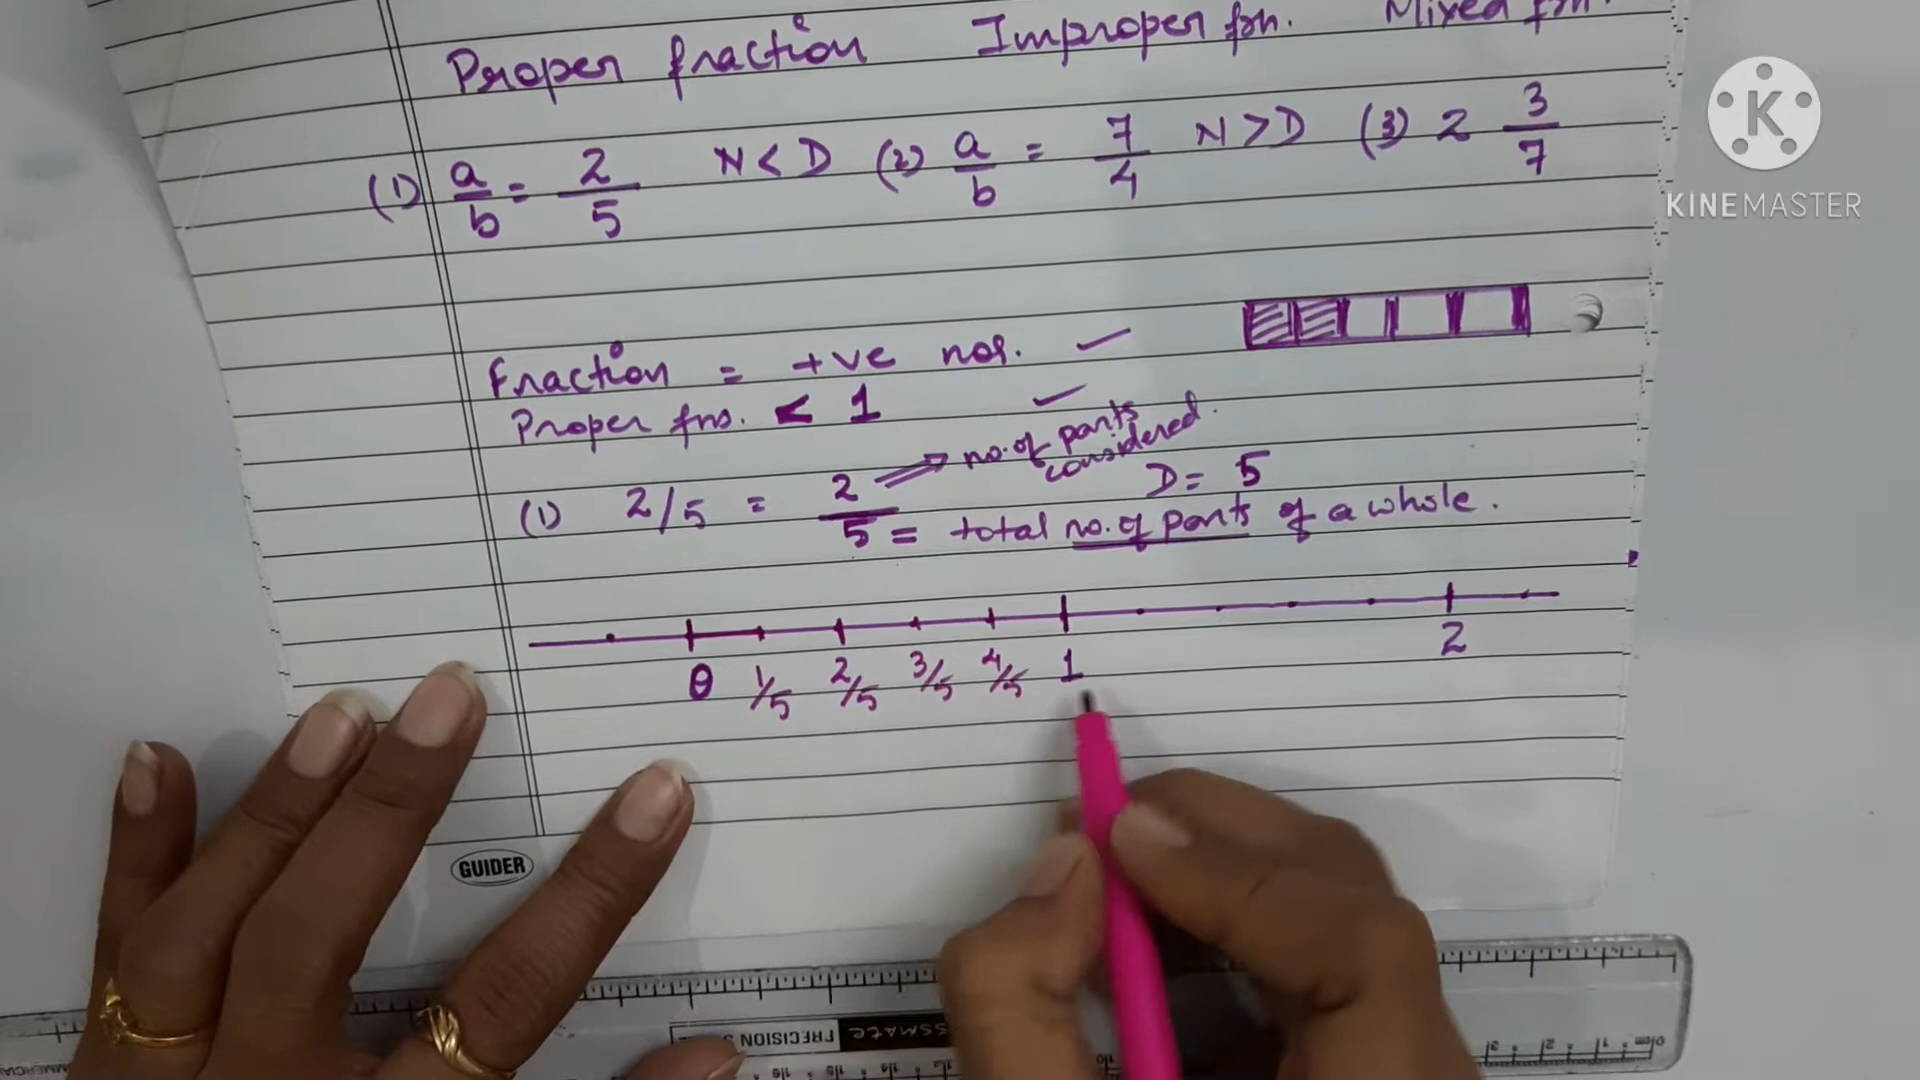 Proper fraction Improper frn. Mixed frn.
(1) a/b = 2/5 N < D (2) a/b = 7/4 N > D (3) 2 3/7
K
KINEMASTER
Fraction = +ve nos. ✓
Proper frns. < 1 ✓
no. of parts considered.
(1) 2/5 = 2/5 = total no. of parts of a whole.
D = 5
0 1/5 2/5 3/5 4/5 1 2
GUIDER
PRECISION